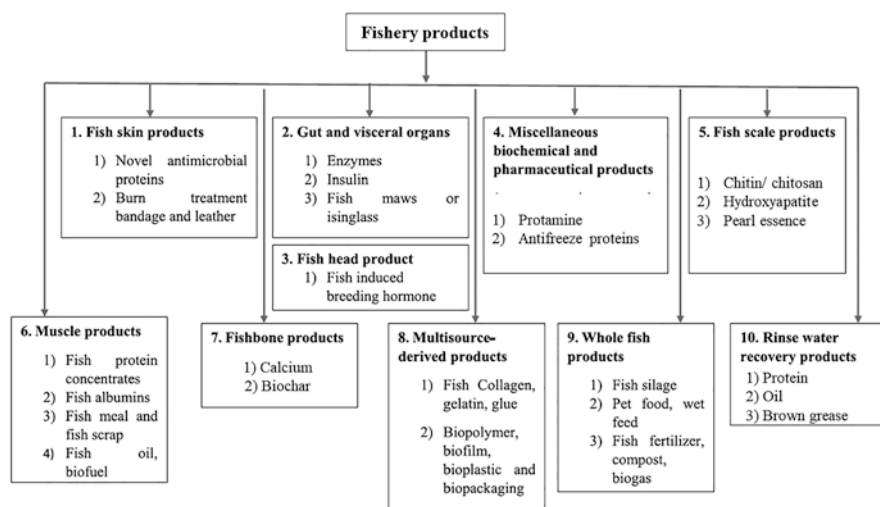 Fishery products
1. Fish skin products
1) Novel antimicrobial
proteins
2) Burn treatment
bandage and leather
2. Gut and visceral organs
1) Enzymes
2) Insulin
3) Fish maws or
isinglass
3. Fish head product
1) Fish induced
breeding hormone
4. Miscellaneous
biochemical and
pharmaceutical products
1) Protamine
2) Antifreeze proteins
5. Fish scale products
1) Chitin/ chitosan
2) Hydroxyapatite
3) Pearl essence
6. Muscle products
1) Fish protein
concentrates
2) Fish albumins
3) Fish meal and
fish scrap
4) Fish oil,
biofuel
7. Fishbone products
1) Calcium
2) Biochar
8. Multisource-
derived products
1) Fish Collagen,
gelatin, glue
2) Biopolymer,
biofilm,
bioplastic and
biopackaging
9. Whole fish
products
1) Fish silage
2) Pet food, wet
feed
3) Fish fertilizer,
compost,
biogas
10. Rinse water
recovery products
1) Protein
2) Oil
3) Brown grease